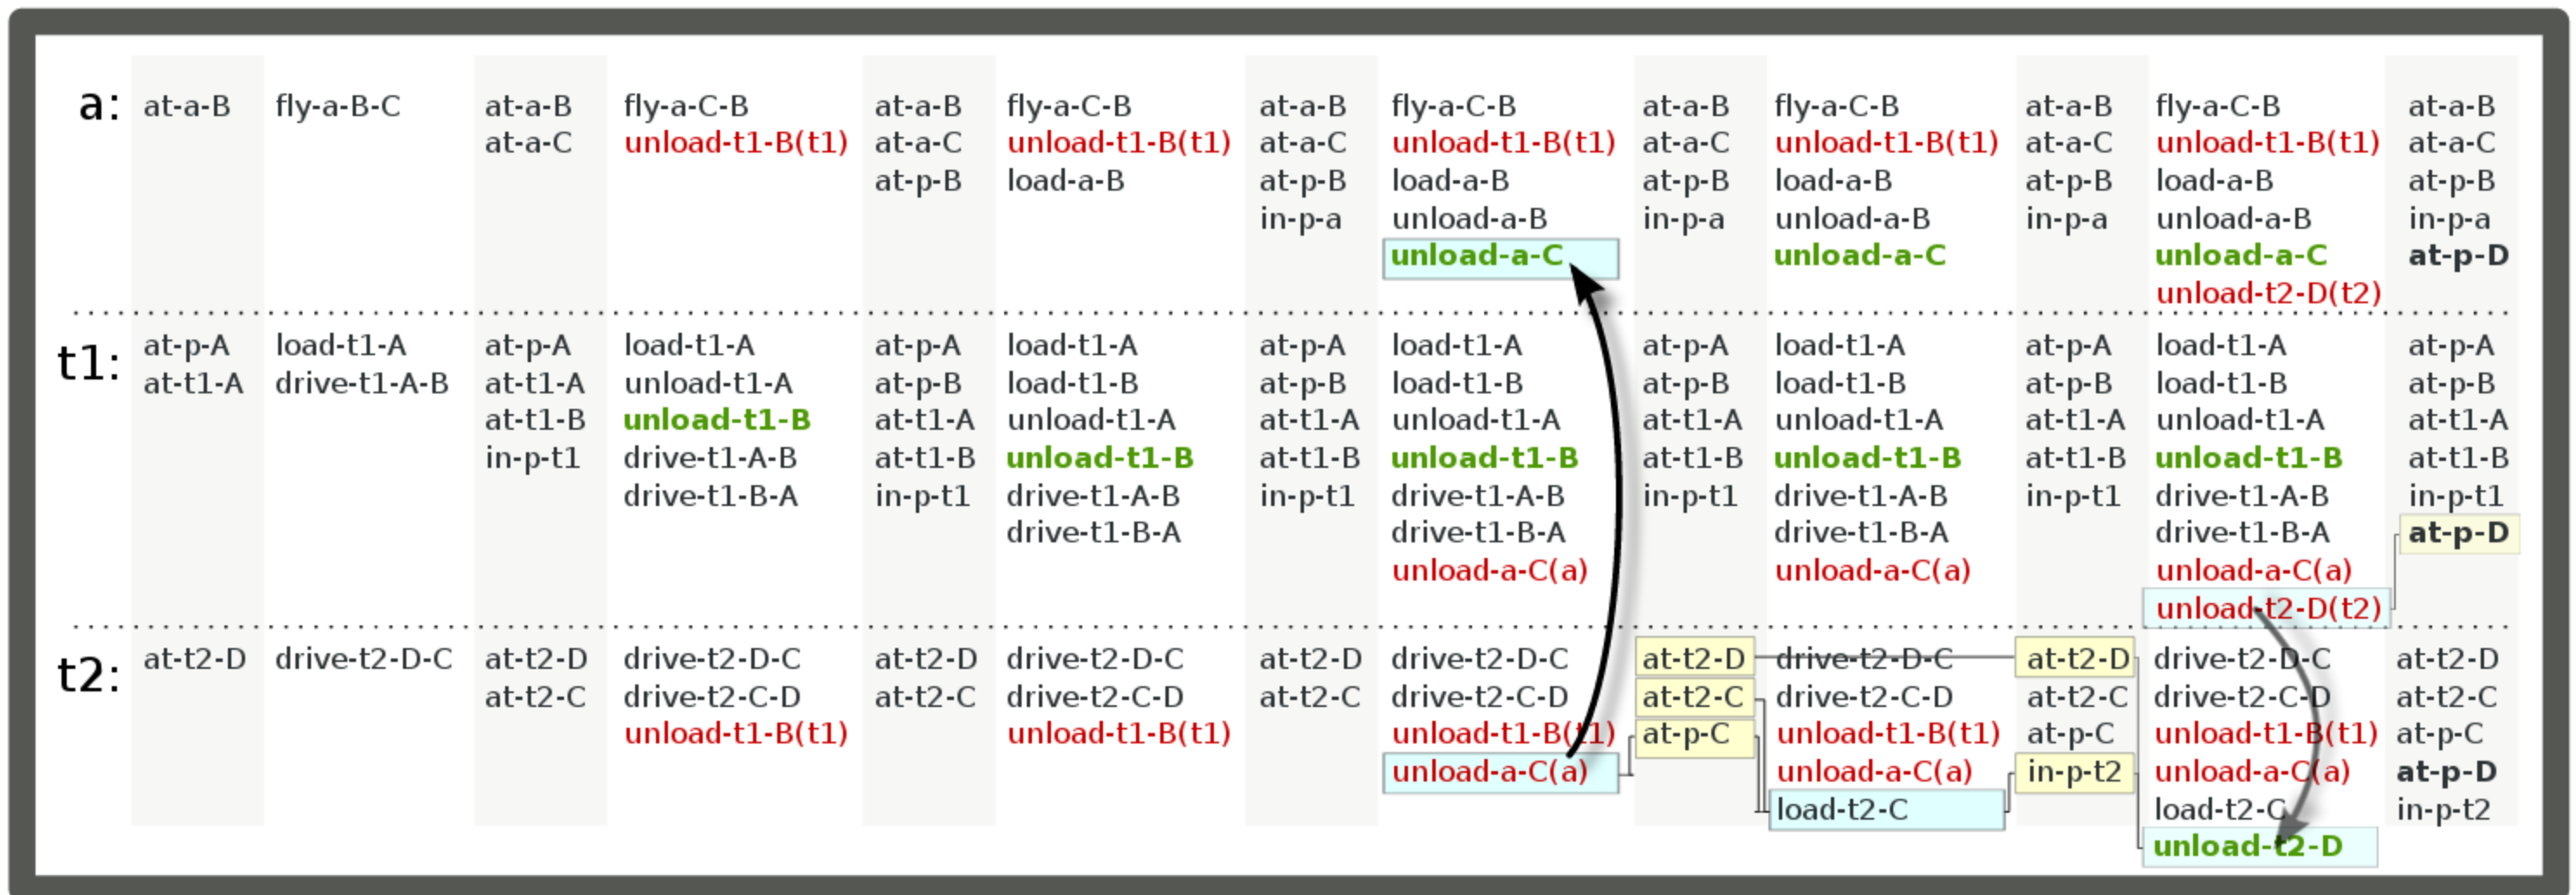 a: at-a-B fly-a-B-C at-a-B fly-a-C-B at-a-B fly-a-C-B at-a-B fly-a-C-B at-a-B fly-a-C-B at-a-B fly-a-C-B at-a-B
at-a-C unload-t1-B(t1) at-a-C unload-t1-B(t1) at-a-C unload-t1-B(t1) at-a-C unload-t1-B(t1) at-a-C unload-t1-B(t1) at-a-C
at-p-B load-a-B at-p-B load-a-B at-p-B load-a-B at-p-B load-a-B at-p-B
in-p-a unload-a-B in-p-a unload-a-B in-p-a unload-a-B in-p-a
unload-a-C unload-a-C unload-a-C at-p-D
unload-t2-D(t2)
t1: at-p-A load-t1-A at-p-A load-t1-A at-p-A load-t1-A at-p-A load-t1-A at-p-A load-t1-A at-p-A load-t1-A at-p-A
at-t1-A drive-t1-A-B at-t1-A unload-t1-A at-p-B load-t1-B at-p-B load-t1-B at-p-B load-t1-B at-p-B load-t1-B at-p-B
at-t1-B unload-t1-B at-t1-A unload-t1-A at-t1-A unload-t1-A at-t1-A unload-t1-A at-t1-A unload-t1-A at-t1-A
in-p-t1 drive-t1-A-B at-t1-B unload-t1-B at-t1-B unload-t1-B at-t1-B unload-t1-B at-t1-B unload-t1-B at-t1-B
drive-t1-B-A in-p-t1 drive-t1-A-B in-p-t1 drive-t1-A-B in-p-t1 drive-t1-A-B in-p-t1 drive-t1-A-B in-p-t1
drive-t1-B-A drive-t1-B-A drive-t1-B-A drive-t1-B-A at-p-D
unload-a-C(a) unload-a-C(a) unload-a-C(a)
unload-t2-D(t2)
t2: at-t2-D drive-t2-D-C at-t2-D drive-t2-D-C at-t2-D drive-t2-D-C at-t2-D drive-t2-D-C at-t2-D drive-t2-D-C at-t2-D drive-t2-D-C at-t2-D
at-t2-C drive-t2-C-D at-t2-C drive-t2-C-D at-t2-C drive-t2-C-D at-t2-C drive-t2-C-D at-t2-C drive-t2-C-D at-t2-C
unload-t1-B(t1) unload-t1-B(t1) unload-t1-B(t1) at-p-C unload-t1-B(t1) at-p-C unload-t1-B(t1) at-p-C
unload-a-C(a) unload-a-C(a) in-p-t2 unload-a-C(a) at-p-D
load-t2-C load-t2-C in-p-t2
unload-t2-D